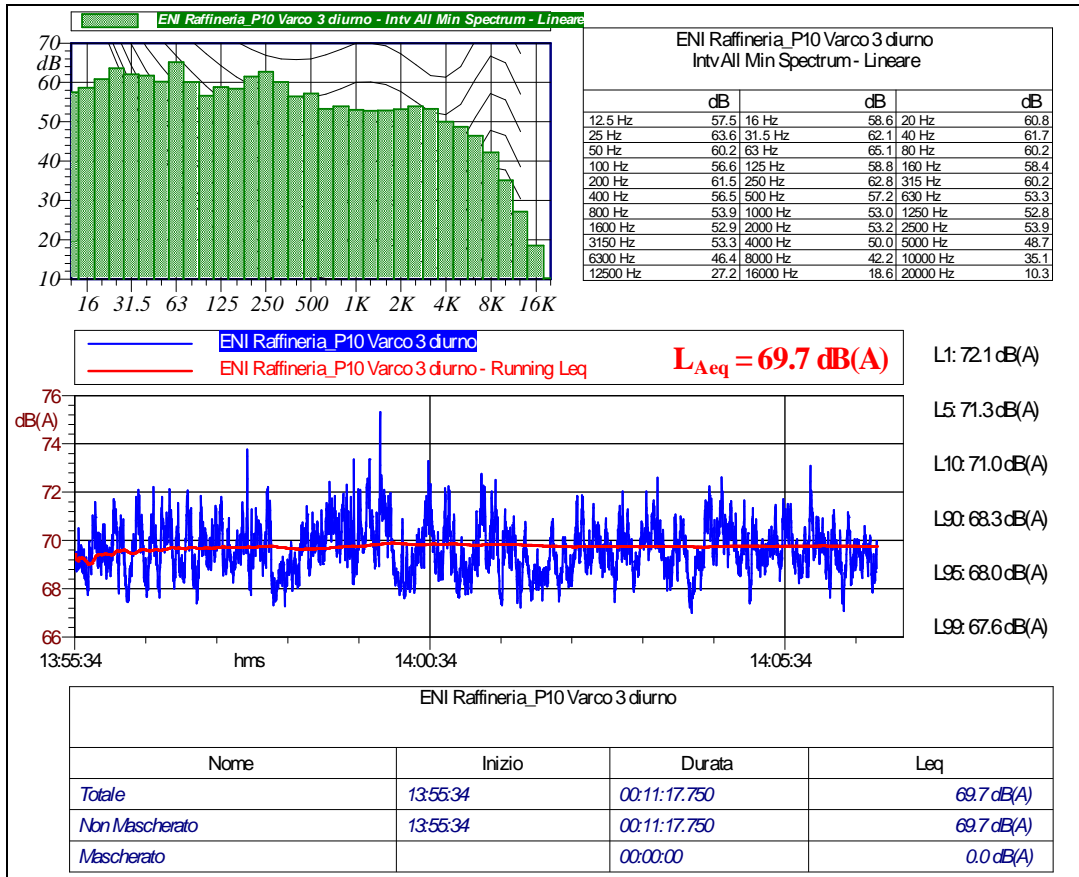 ENI Raffineria_P10 Varco 3 diurno - Intv All Min Spectrum - Lineare
70
dB
60
50
40
30
20
10
16 31.5 63 125 250 500 1K 2K 4K 8K 16K
ENI Raffineria_P10 Varco 3 diurno
Intv All Min Spectrum - Lineare
dB dB dB
12.5 Hz 57.5 16 Hz 58.6 20 Hz 60.8
25 Hz 63.6 31.5 Hz 62.1 40 Hz 61.7
50 Hz 60.2 63 Hz 65.1 80 Hz 60.2
100 Hz 56.6 125 Hz 58.8 160 Hz 58.4
200 Hz 61.5 250 Hz 62.8 315 Hz 60.2
400 Hz 56.5 500 Hz 57.2 630 Hz 53.3
800 Hz 53.9 1000 Hz 53.0 1250 Hz 52.8
1600 Hz 52.9 2000 Hz 53.2 2500 Hz 53.9
3150 Hz 53.3 4000 Hz 50.0 5000 Hz 48.7
6300 Hz 46.4 8000 Hz 42.2 10000 Hz 35.1
12500 Hz 27.2 16000 Hz 18.6 20000 Hz 10.3
ENI Raffineria_P10 Varco 3 diurno
ENI Raffineria_P10 Varco 3 diurno - Running Leq
LAeq = 69.7 dB(A)
L1: 72.1 dB(A)
L5: 71.3 dB(A)
L10: 71.0 dB(A)
L90: 68.3 dB(A)
L95: 68.0 dB(A)
L99: 67.6 dB(A)
76
dB(A)
74
72
70
68
66
13:55:34 hms 14:00:34 14:05:34
ENI Raffineria_P10 Varco 3 diurno
Nome Inizio Durata Leq
Totale 13:55:34 00:11:17.750 69.7 dB(A)
Non Mascherato 13:55:34 00:11:17.750 69.7 dB(A)
Mascherato 00:00:00 0.0 dB(A)